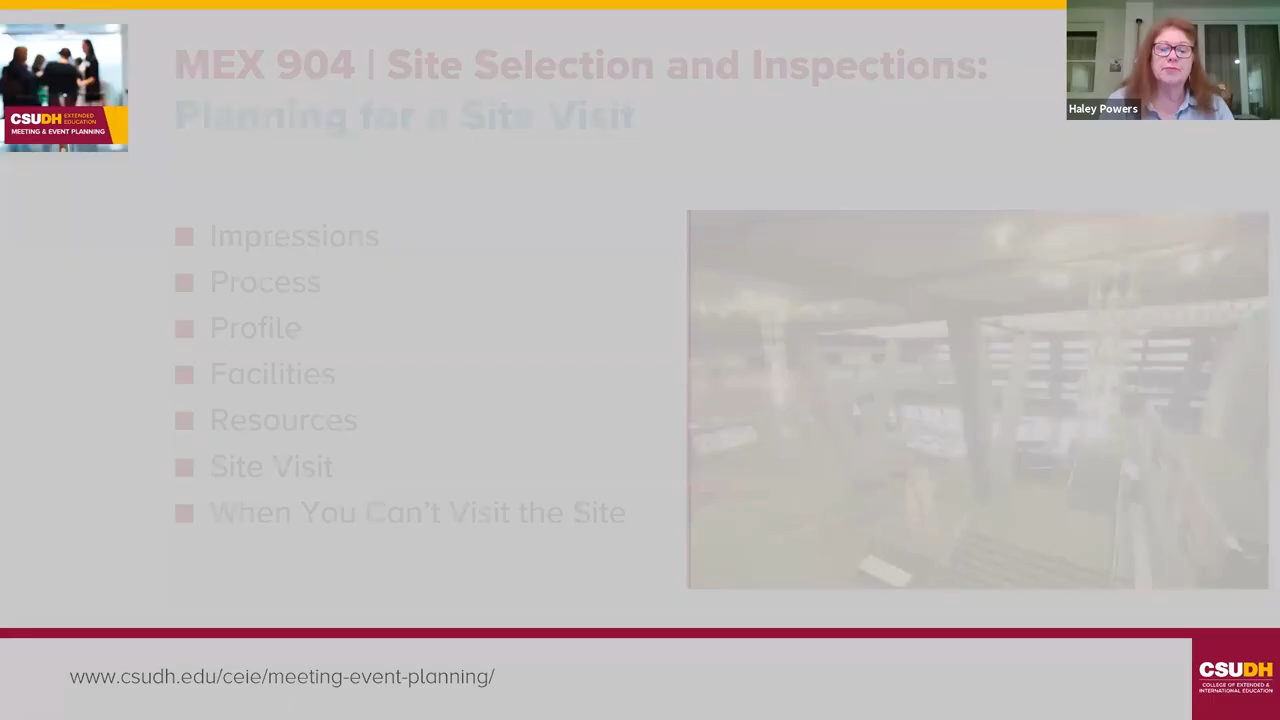 MEX 904 | Site Selection and Inspections:
Planning for a Site Visit
CSUDH EXTENDED EDUCATION
MEETING & EVENT PLANNING
Haley Powers
Impressions
Process
Profile
Facilities
Resources
Site Visit
When You Can't Visit the Site
www.csudh.edu/ceie/meeting-event-planning/
CSUDH
COLLEGE OF EXTENDED &
INTERNATIONAL EDUCATION